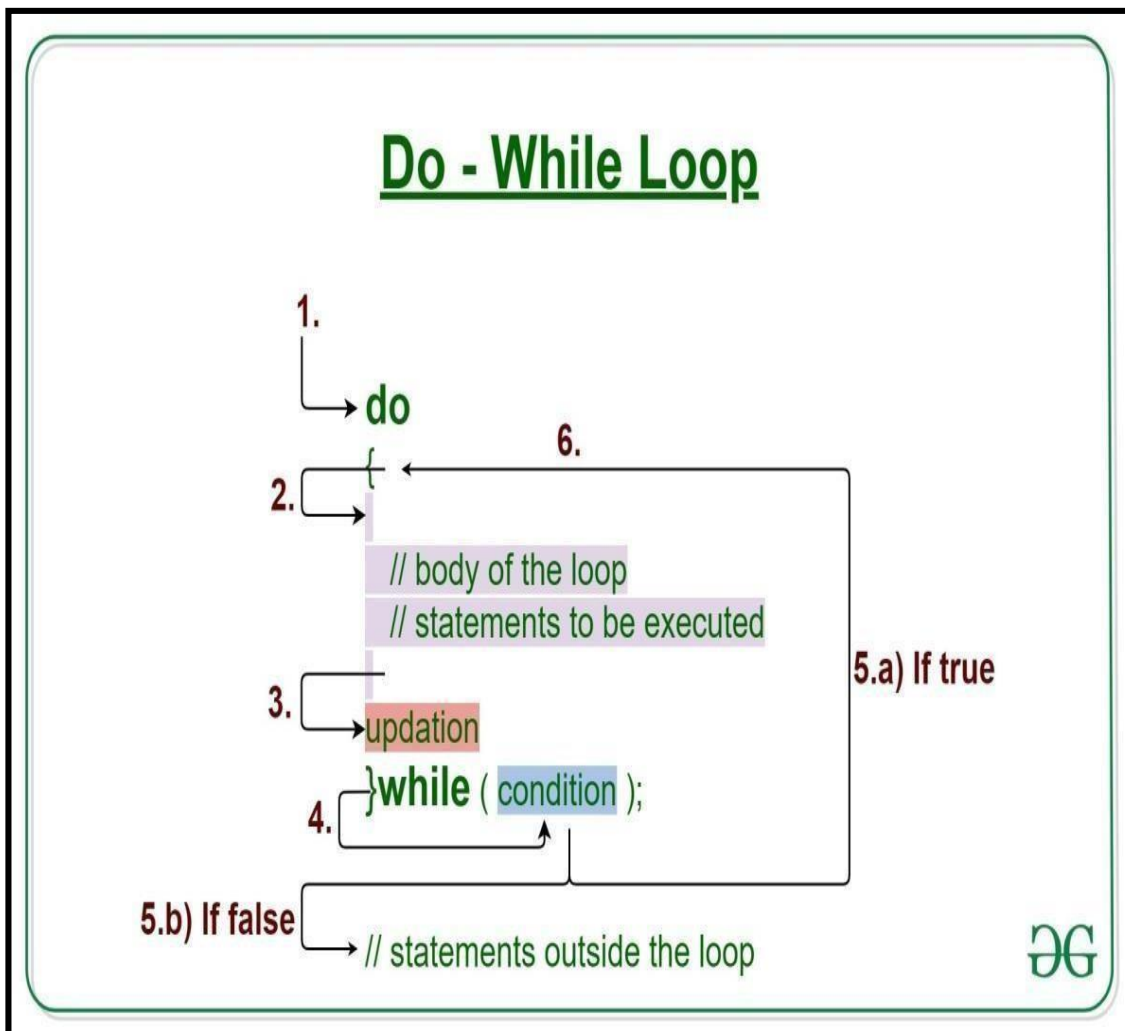 Do - While Loop
1.
do
6.
{
2.
// body of the loop
// statements to be executed
5.a) If true
3.
updation
}while ( condition );
4.
5.b) If false
// statements outside the loop